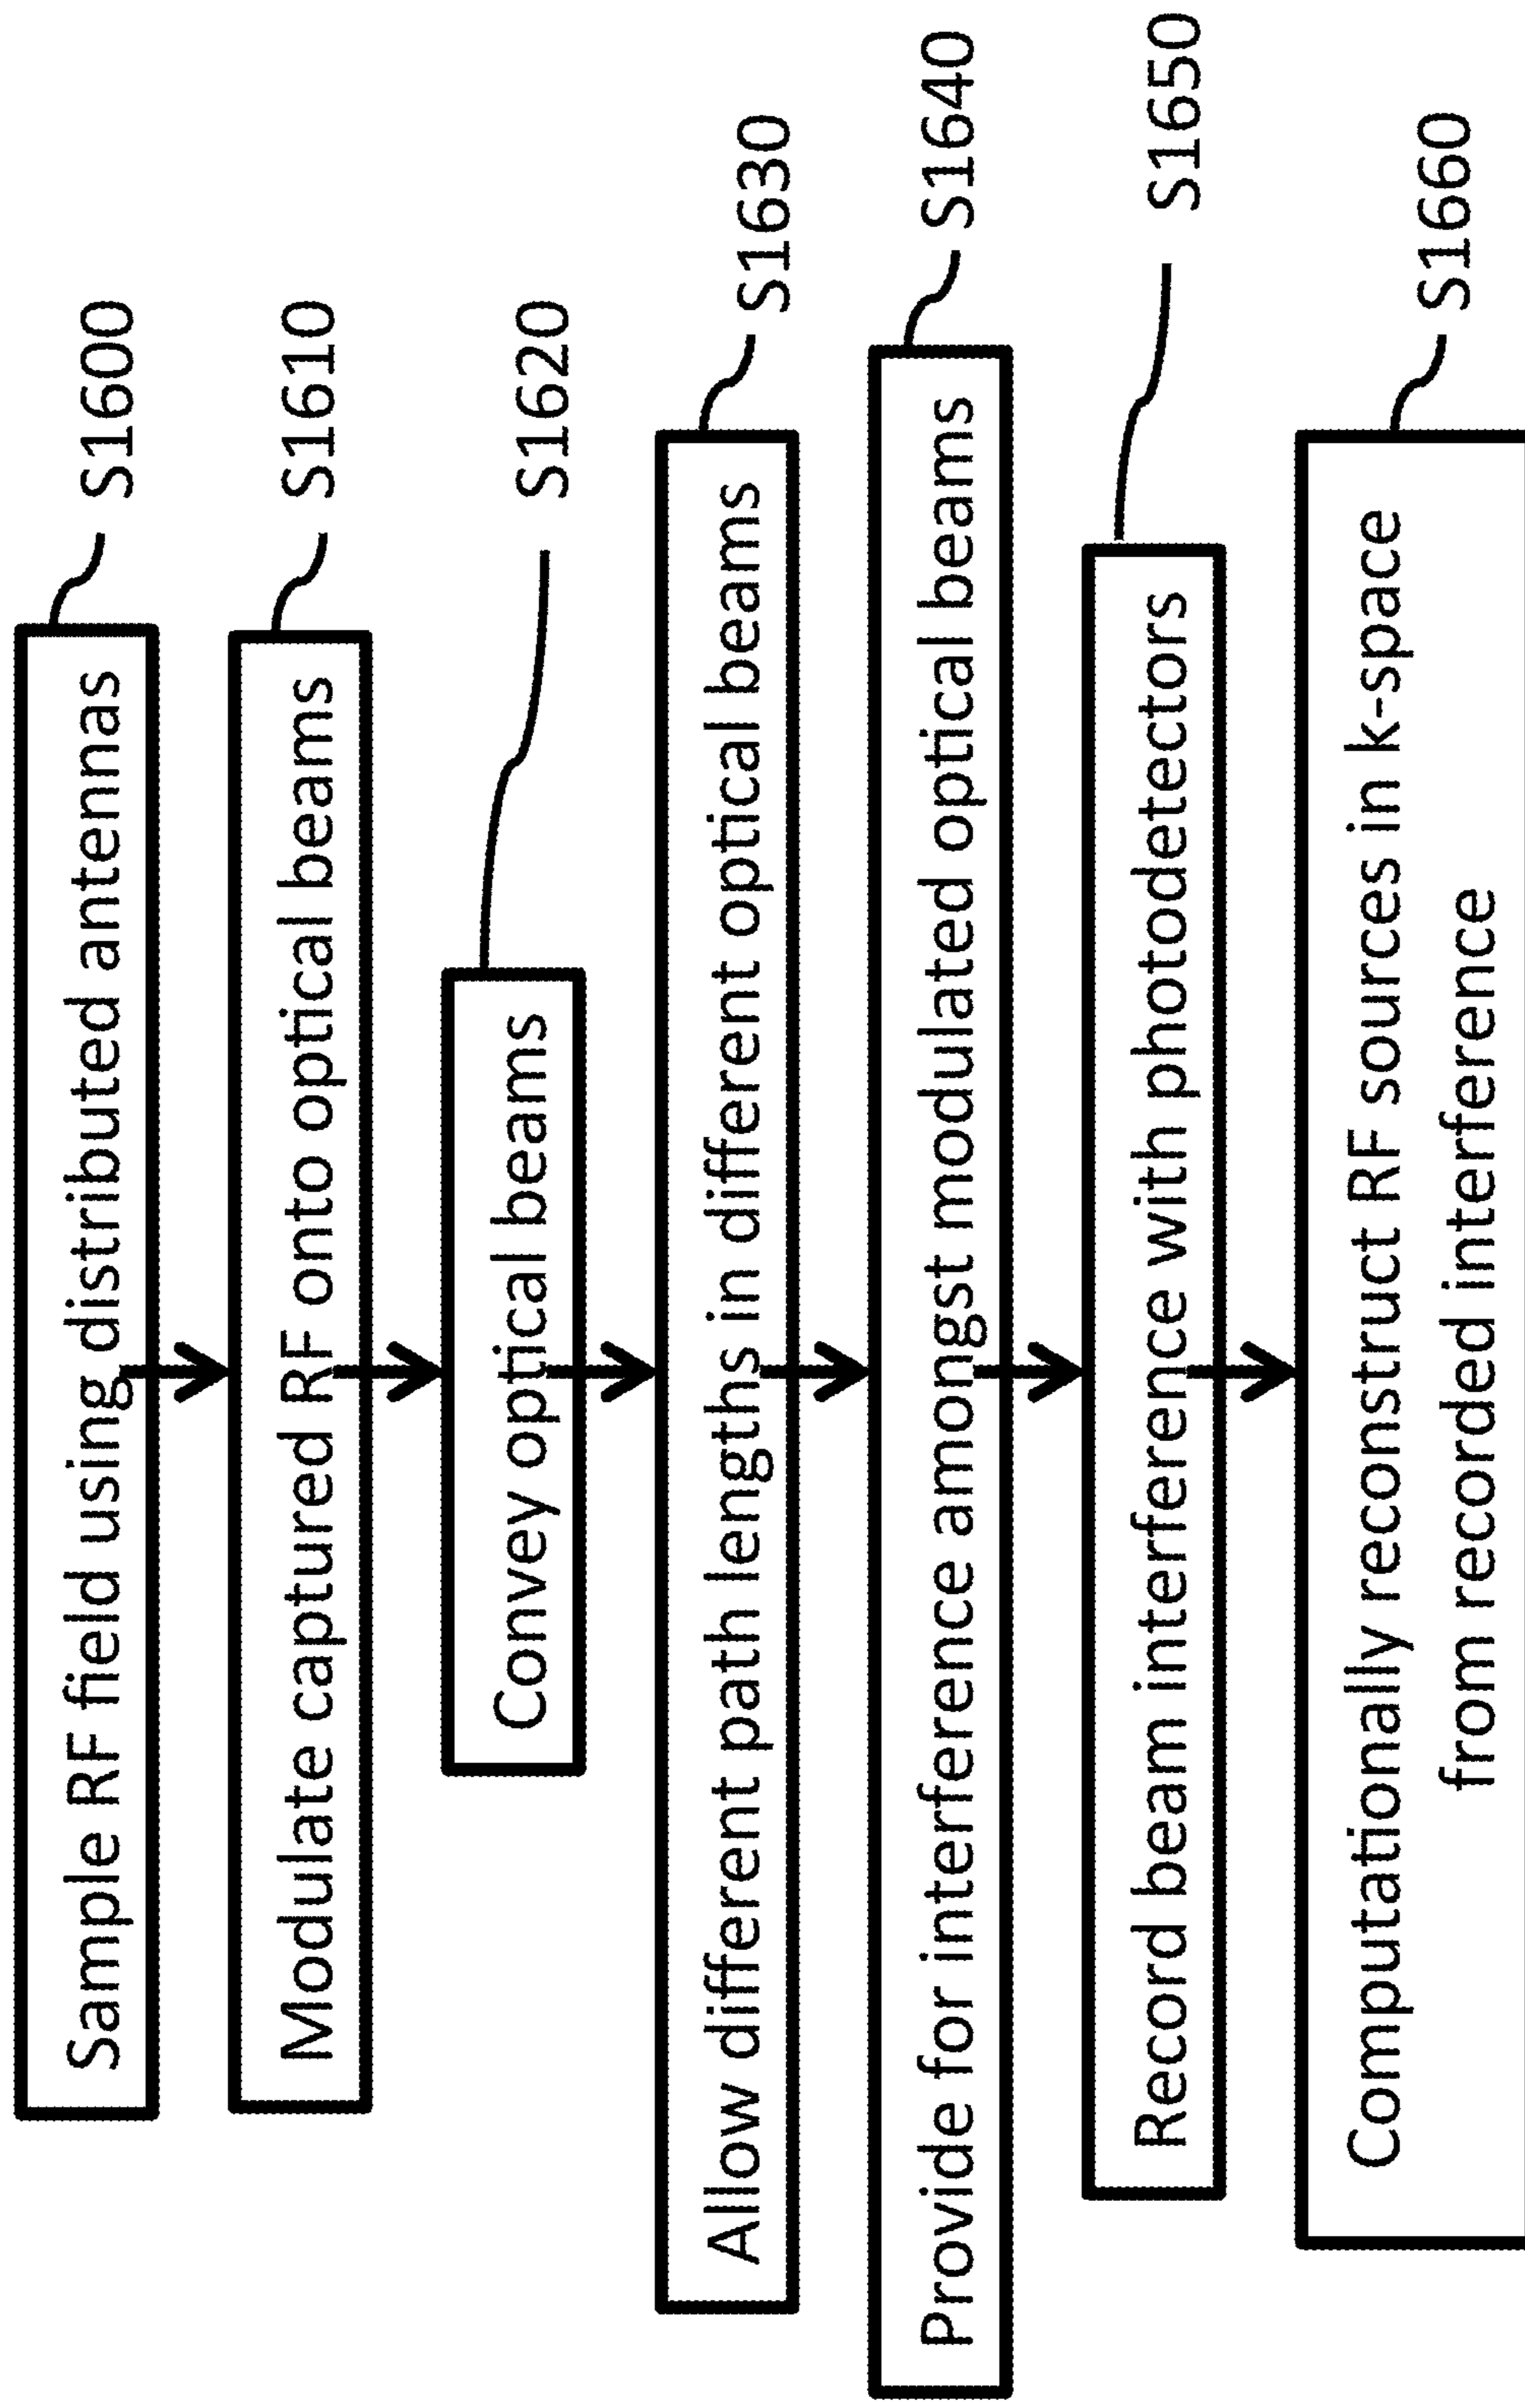 Sample RF field using distributed antennas
S1600
Modulate captured RF onto optical beams
S1610
Convey optical beams
S1620
Allow different path lengths in different optical beams
S1630
Provide for interference amongst modulated optical beams
S1640
Record beam interference with photodetectors
S1650
Computationally reconstruct RF sources in k-space
from recorded interference
S1660